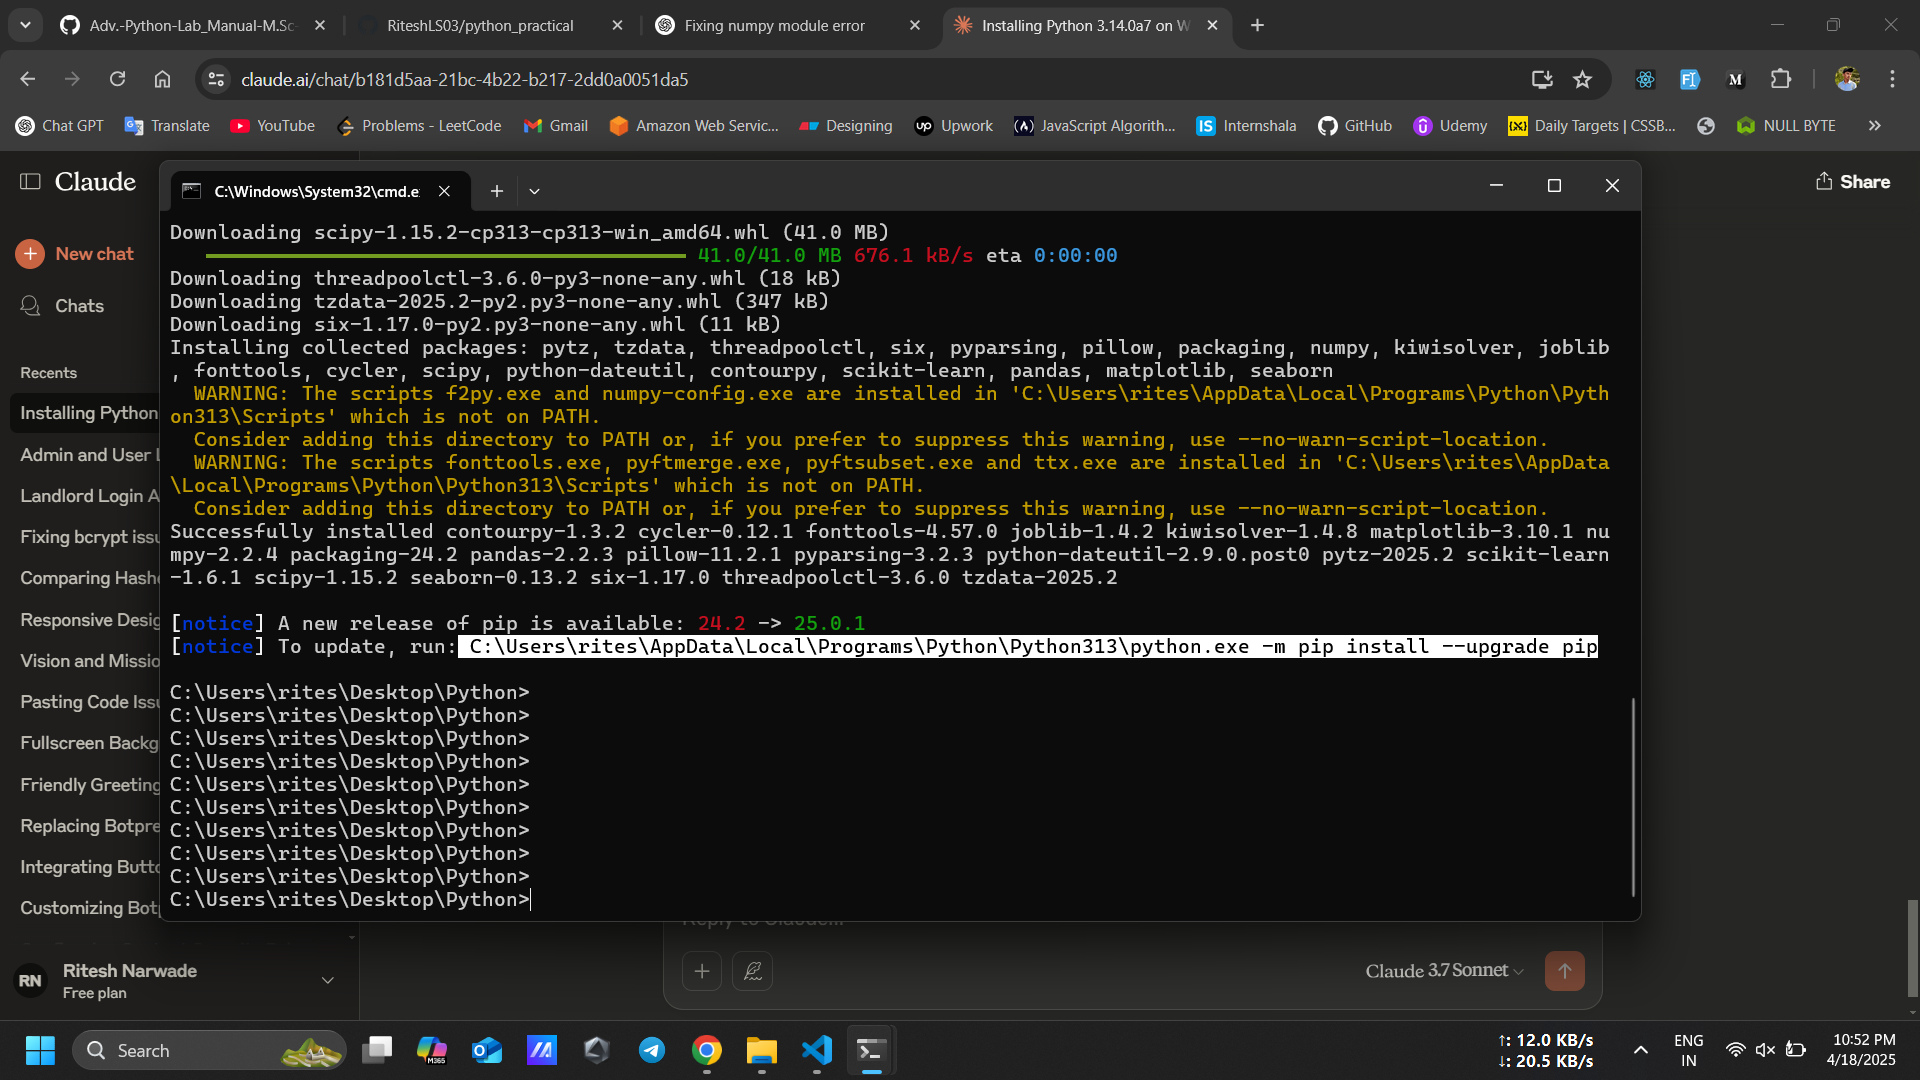 Adv.-Python-Lab_Manual-M.Sc-
RiteshLS03/python_practical
Fixing numpy module error
Installing Python 3.14.0a7 on W
claude.ai/chat/b181d5aa-21bc-4b22-b217-2dd0a0051da5
Chat GPT
Translate
YouTube
Problems - LeetCode
Gmail
Amazon Web Servic...
Designing
Upwork
JavaScript Algorith...
Internshala
GitHub
Udemy
Daily Targets | CSSB...
NULL BYTE
Claude
Share
New chat
Chats
Recents
Installing Python
Admin and User L
Landlord Login A
Fixing bcrypt issu
Comparing Hashe
Responsive Desig
Vision and Missio
Pasting Code Issu
Fullscreen Backg
Friendly Greeting
Replacing Botpre
Integrating Butto
Customizing Botp
RN
Ritesh Narwade
Free plan
C:\Windows\System32\cmd.e
Downloading scipy-1.15.2-cp313-cp313-win_amd64.whl (41.0 MB)
41.0/41.0 MB 676.1 kB/s eta 0:00:00
Downloading threadpoolctl-3.6.0-py3-none-any.whl (18 kB)
Downloading tzdata-2025.2-py2.py3-none-any.whl (347 kB)
Downloading six-1.17.0-py2.py3-none-any.whl (11 kB)
Installing collected packages: pytz, tzdata, threadpoolctl, six, pyparsing, pillow, packaging, numpy, kiwisolver, joblib
, fonttools, cycler, scipy, python-dateutil, contourpy, scikit-learn, pandas, matplotlib, seaborn
WARNING: The scripts f2py.exe and numpy-config.exe are installed in 'C:\Users\rites\AppData\Local\Programs\Python\Pyth
on313\Scripts' which is not on PATH.
Consider adding this directory to PATH or, if you prefer to suppress this warning, use --no-warn-script-location.
WARNING: The scripts fonttools.exe, pyftmerge.exe, pyftsubset.exe and ttx.exe are installed in 'C:\Users\rites\AppData
\Local\Programs\Python\Python313\Scripts' which is not on PATH.
Consider adding this directory to PATH or, if you prefer to suppress this warning, use --no-warn-script-location.
Successfully installed contourpy-1.3.2 cycler-0.12.1 fonttools-4.57.0 joblib-1.4.2 kiwisolver-1.4.8 matplotlib-3.10.1 nu
mpy-2.2.4 packaging-24.2 pandas-2.2.3 pillow-11.2.1 pyparsing-3.2.3 python-dateutil-2.9.0.post0 pytz-2025.2 scikit-learn
-1.6.1 scipy-1.15.2 seaborn-0.13.2 six-1.17.0 threadpoolctl-3.6.0 tzdata-2025.2
[notice] A new release of pip is available: 24.2 -> 25.0.1
[notice] To update, run: C:\Users\rites\AppData\Local\Programs\Python\Python313\python.exe -m pip install --upgrade pip
C:\Users\rites\Desktop\Python>
C:\Users\rites\Desktop\Python>
C:\Users\rites\Desktop\Python>
C:\Users\rites\Desktop\Python>
C:\Users\rites\Desktop\Python>
C:\Users\rites\Desktop\Python>
C:\Users\rites\Desktop\Python>
C:\Users\rites\Desktop\Python>
C:\Users\rites\Desktop\Python>
C:\Users\rites\Desktop\Python>
Reply to Claude...
Claude 3.7 Sonnet
Search
M365
↑: 12.0 KB/s
↓: 20.5 KB/s
ENG
IN
10:52 PM
4/18/2025